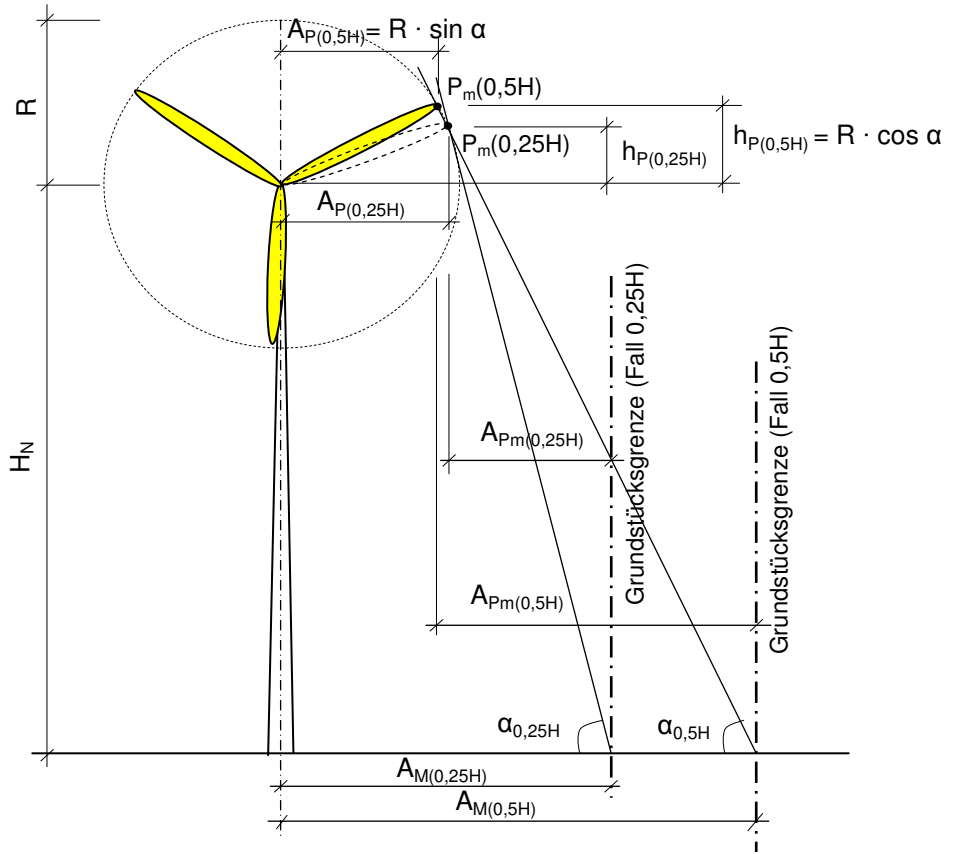 A_P(0,5H) = R · sin α
R
P_m(0,5H)
P_m(0,25H)
h_P(0,25H)
h_P(0,5H) = R · cos α
A_P(0,25H)
H_N
Grundstücksgrenze (Fall 0,25H)
Grundstücksgrenze (Fall 0,5H)
A_Pm(0,25H)
A_Pm(0,5H)
α_0,25H
α_0,5H
A_M(0,25H)
A_M(0,5H)